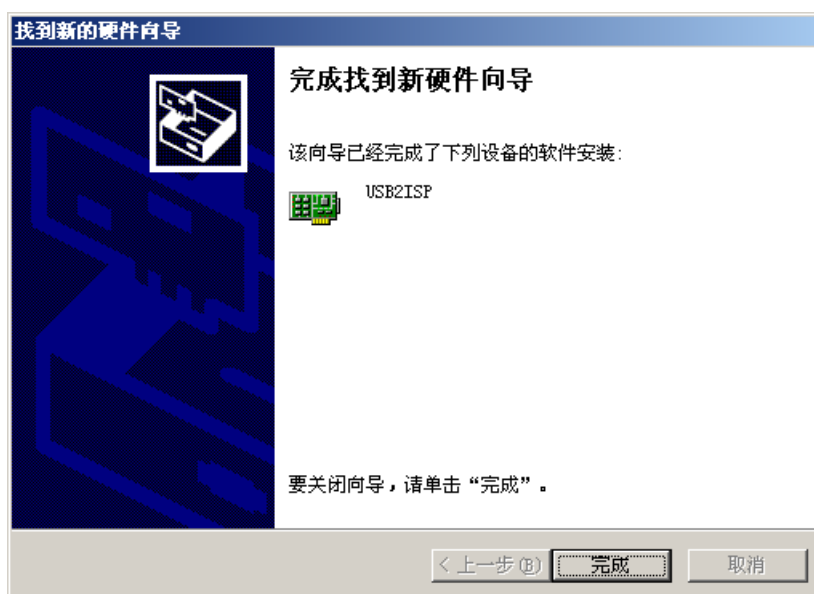 找到新的硬件向导
完成找到新硬件向导
该向导已经完成了下列设备的软件安装:
USB2ISP
要关闭向导，请单击“完成”。
< 上一步(B)
完成
取消